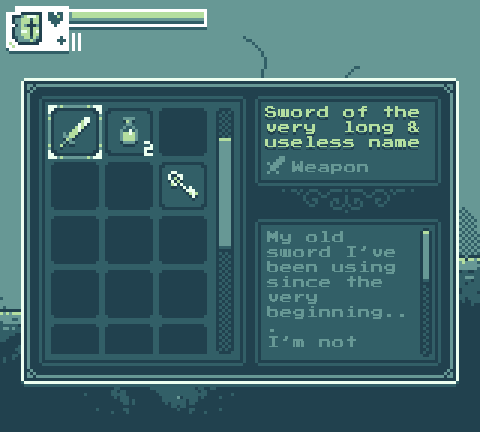 2
Sword of the
very long &
useless name
Weapon
My old
sword I've
been using
since the
very
beginning..
.
I'm not